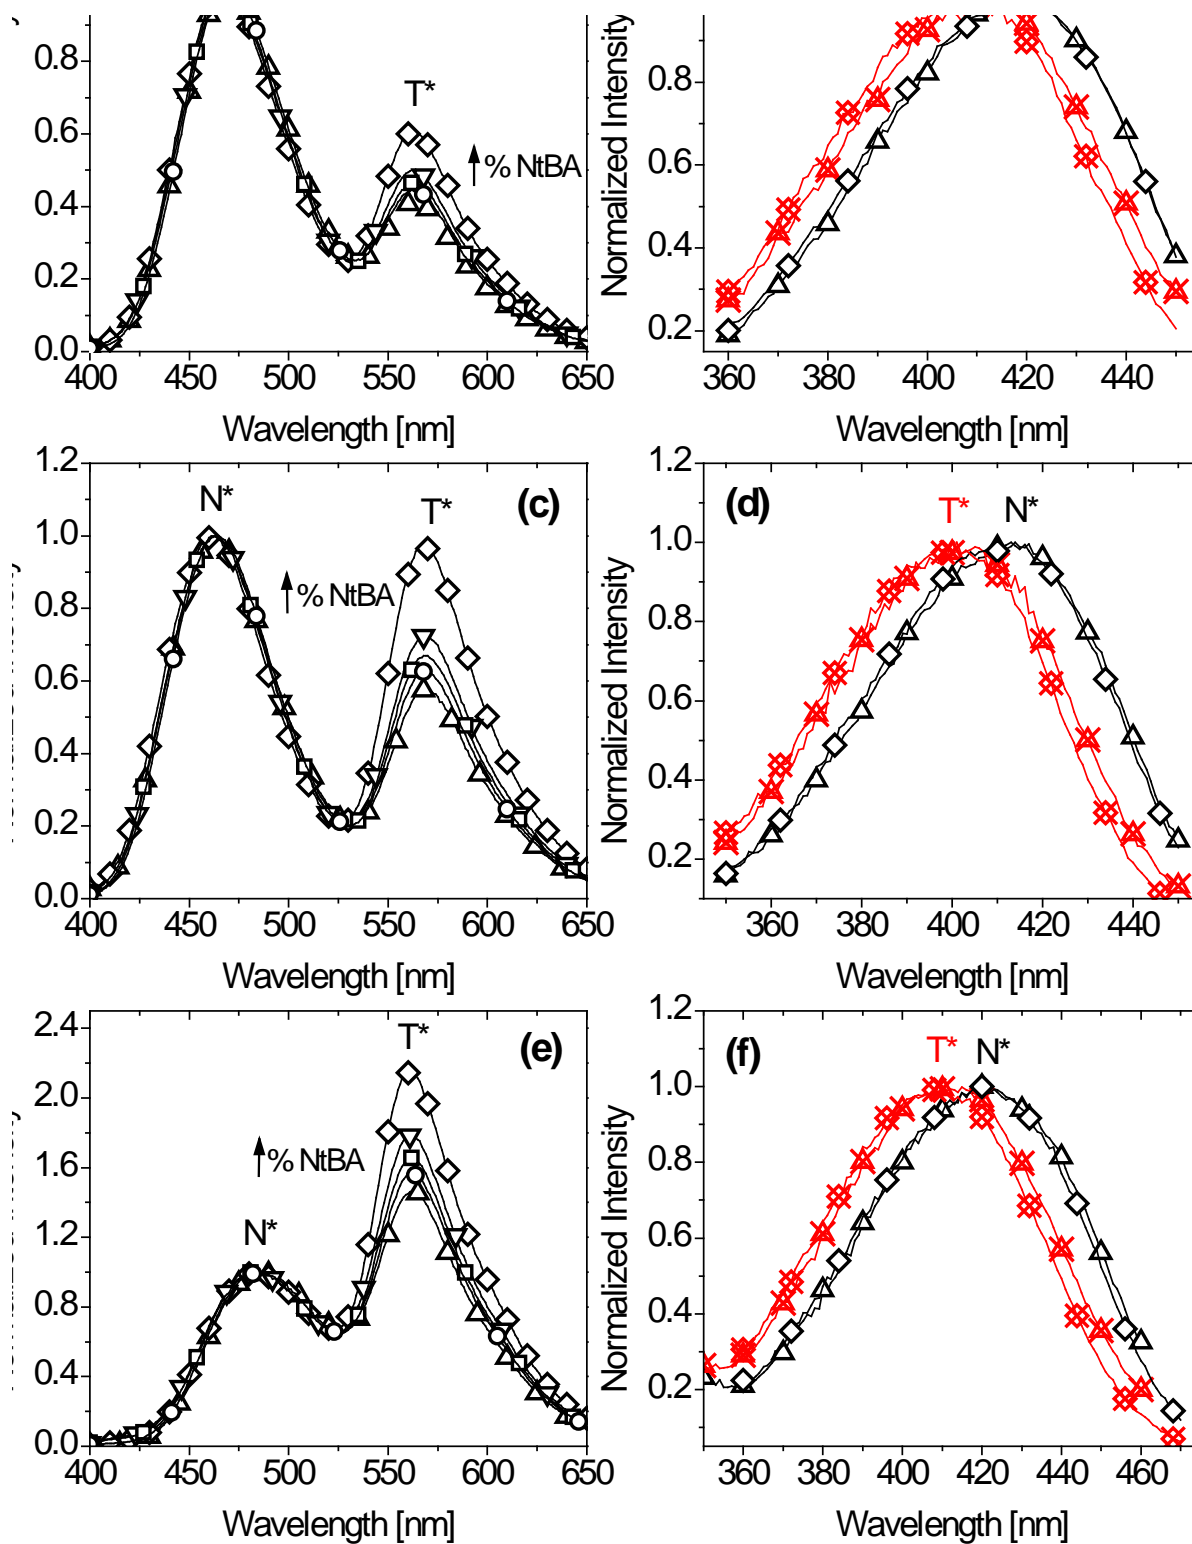 T*
% NtBA
0.8
0.6
0.4
0.2
0.0
400 450 500 550 600 650
Wavelength [nm]
Normalized Intensity
0.8
0.6
0.4
0.2
360 380 400 420 440
Wavelength [nm]
(c)
N*
T*
% NtBA
1.2
1.0
0.8
0.6
0.4
0.2
0.0
400 450 500 550 600 650
Wavelength [nm]
(d)
T* N*
Normalized Intensity
1.2
1.0
0.8
0.6
0.4
0.2
360 380 400 420 440
Wavelength [nm]
(e)
T*
% NtBA
N*
2.4
2.0
1.6
1.2
0.8
0.4
0.0
400 450 500 550 600 650
Wavelength [nm]
(f)
T* N*
Normalized Intensity
1.2
1.0
0.8
0.6
0.4
0.2
360 380 400 420 440 460
Wavelength [nm]